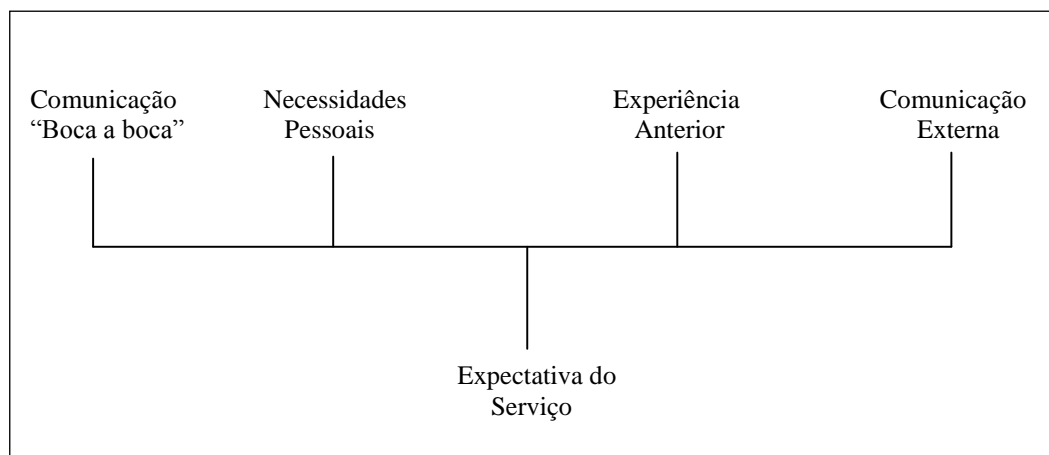 Comunicação
“Boca a boca”
Necessidades
Pessoais
Experiência
Anterior
Comunicação
Externa
Expectativa do
Serviço